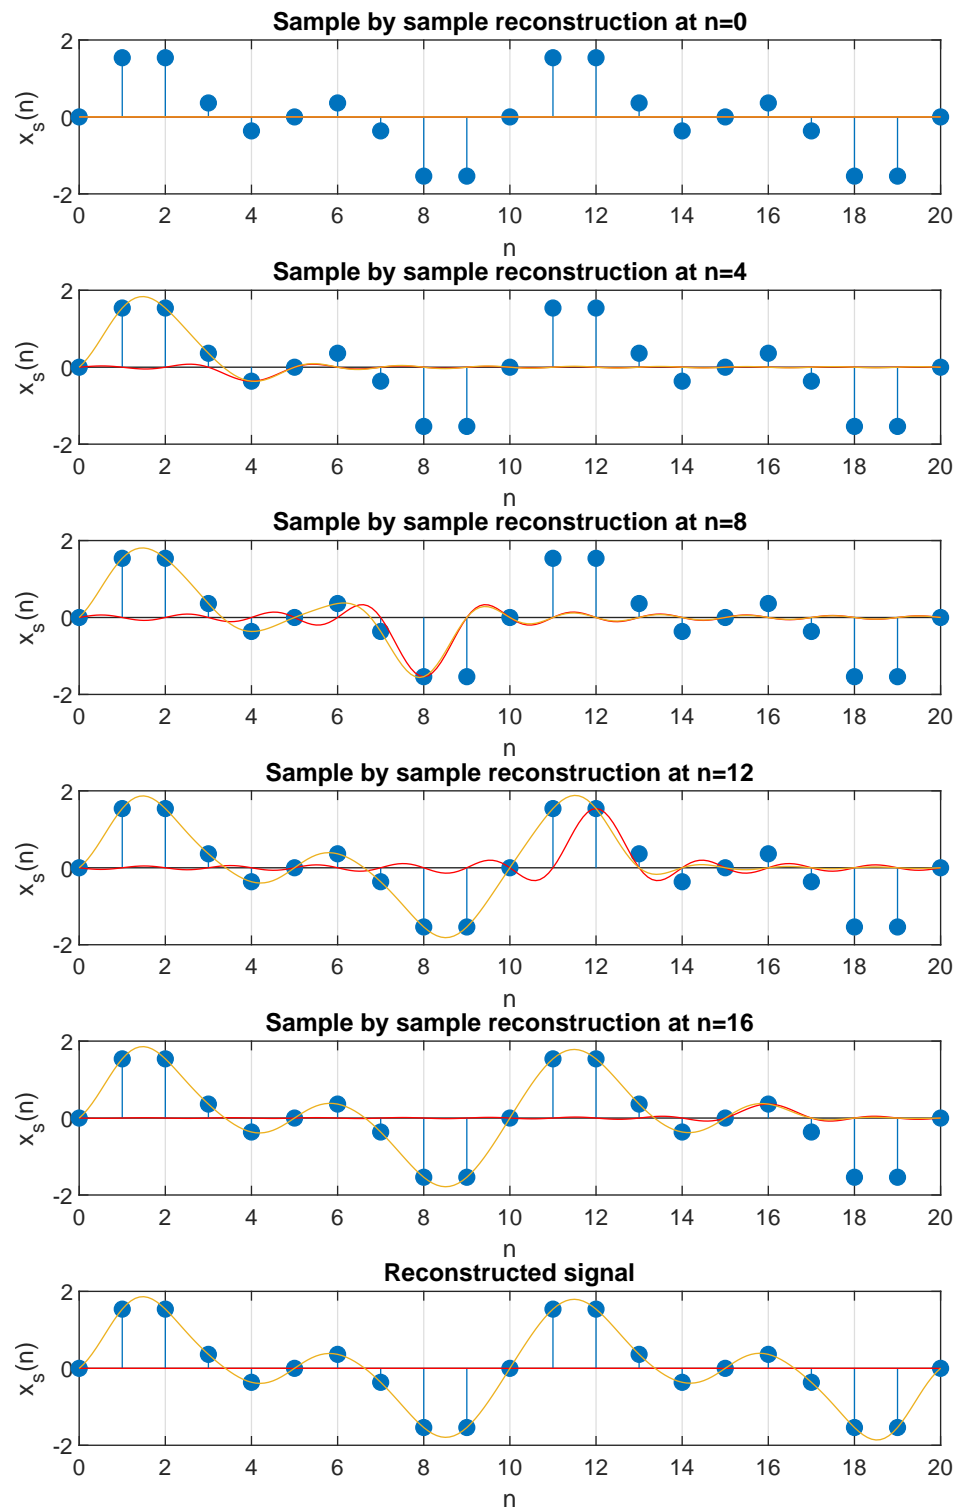 Sample by sample reconstruction at n=0
2
0
-2
x_s(n)
0 2 4 6 8 10 12 14 16 18 20
n
Sample by sample reconstruction at n=4
2
0
-2
x_s(n)
0 2 4 6 8 10 12 14 16 18 20
n
Sample by sample reconstruction at n=8
2
0
-2
x_s(n)
0 2 4 6 8 10 12 14 16 18 20
n
Sample by sample reconstruction at n=12
2
0
-2
x_s(n)
0 2 4 6 8 10 12 14 16 18 20
n
Sample by sample reconstruction at n=16
2
0
-2
x_s(n)
0 2 4 6 8 10 12 14 16 18 20
n
Reconstructed signal
2
0
-2
x_s(n)
0 2 4 6 8 10 12 14 16 18 20
n